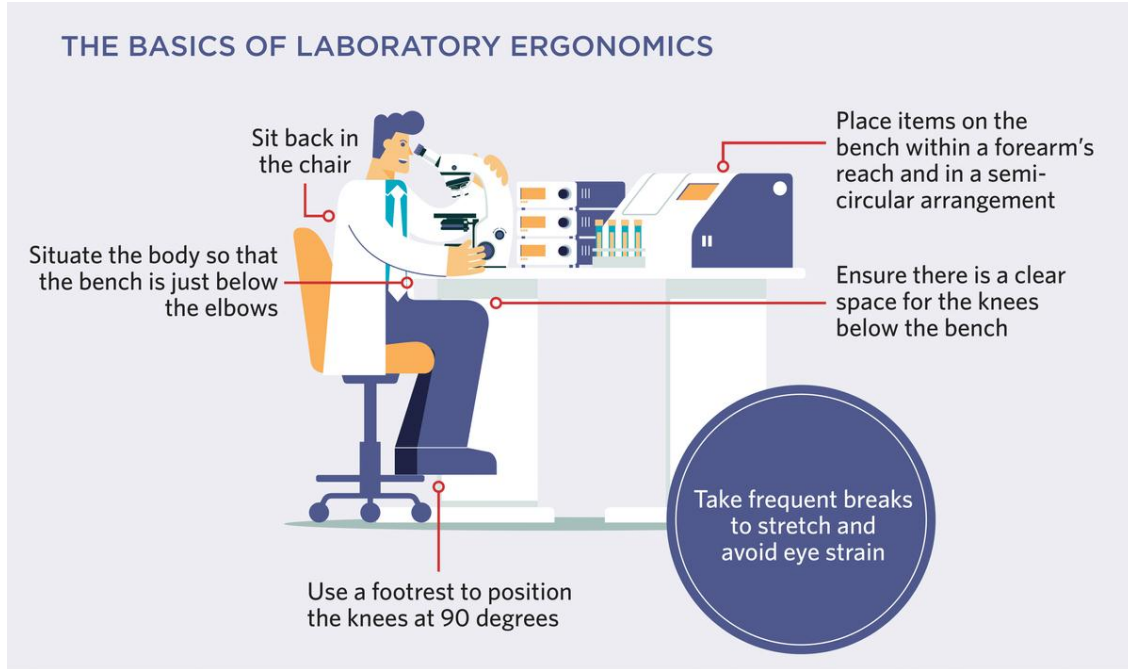 THE BASICS OF LABORATORY ERGONOMICS
Sit back in
the chair
Situate the body so that
the bench is just below
the elbows
Place items on the
bench within a forearm's
reach and in a semi-
circular arrangement
Ensure there is a clear
space for the knees
below the bench
Use a footrest to position
the knees at 90 degrees
Take frequent breaks
to stretch and
avoid eye strain